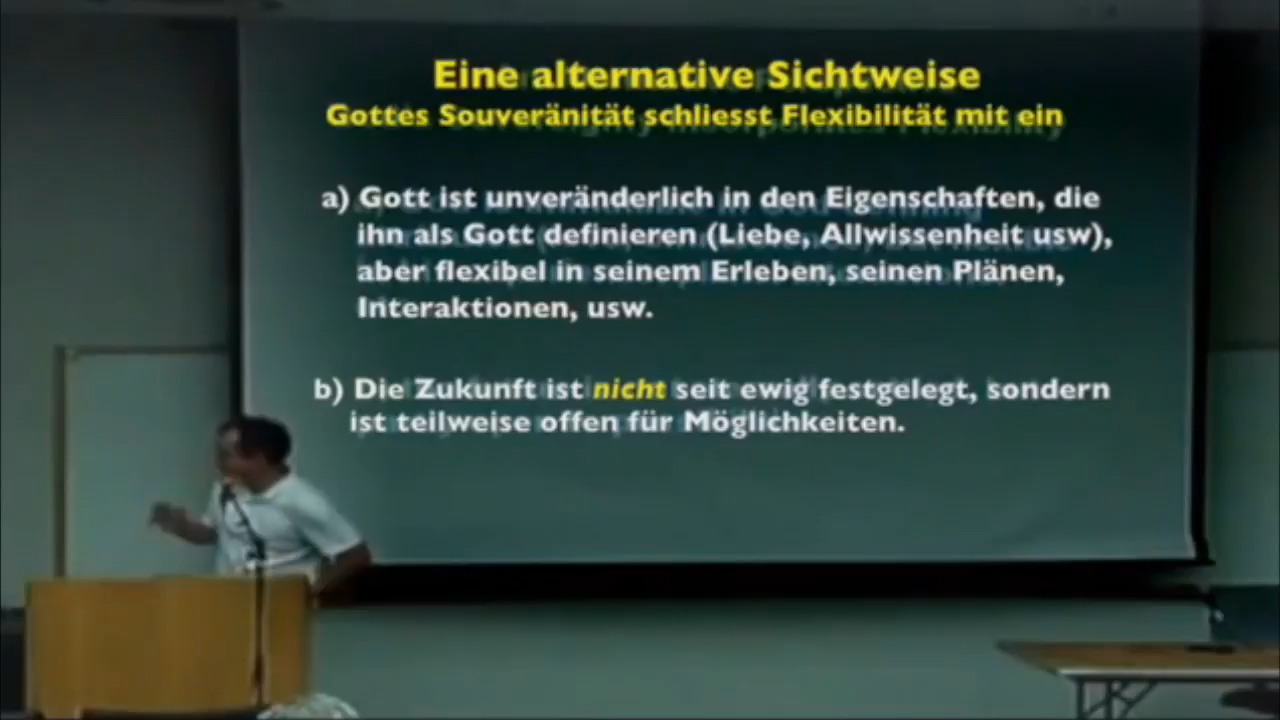 Eine alternative Sichtweise
Gottes Souveränität schliesst Flexibilität mit ein
a) Gott ist unveränderlich in den Eigenschaften, die
ihn als Gott definieren (Liebe, Allwissenheit usw),
aber flexibel in seinem Erleben, seinen Plänen,
Interaktionen, usw.
b) Die Zukunft ist nicht seit ewig festgelegt, sondern
ist teilweise offen für Möglichkeiten.